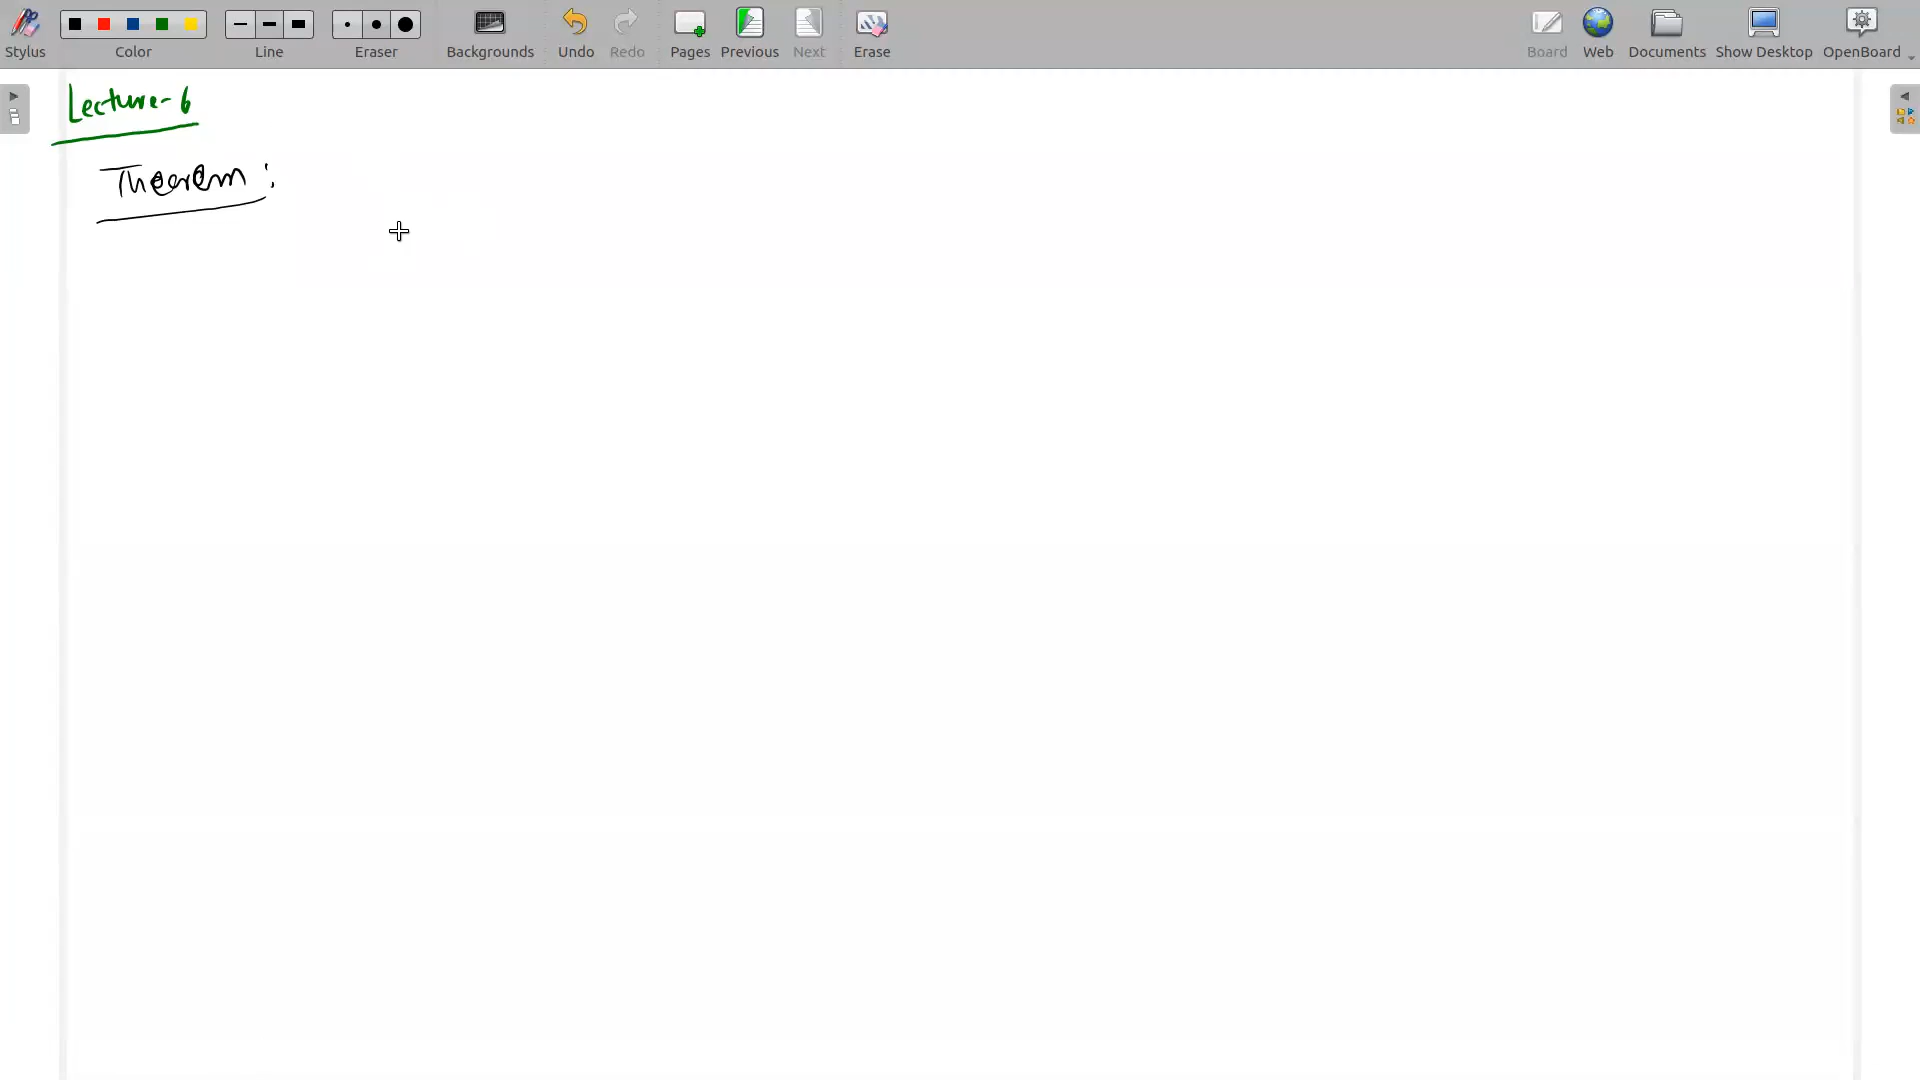 Stylus Color Line Eraser Backgrounds Undo Redo Pages Previous Next Erase Board Web Documents Show Desktop OpenBoard
Lecture-6
Theorem: